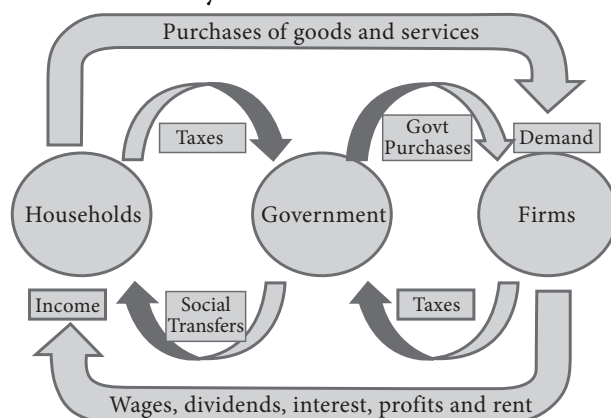 Purchases of goods and services
Taxes
Govt
Purchases
Demand
Households
Government
Firms
Income
Social
Transfers
Taxes
Wages, dividends, interest, profits and rent